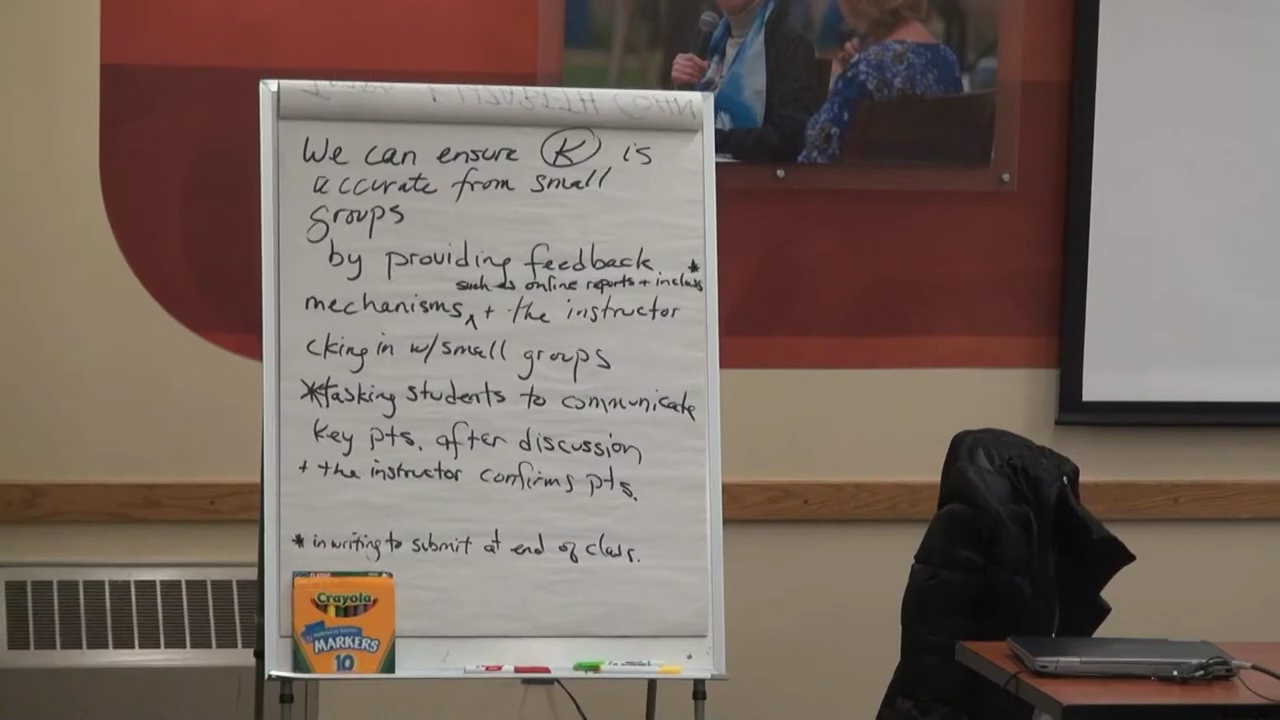 We can ensure K is
accurate from small
groups
by providing feedback *
such as online reports + inclass
mechanisms ^ + the instructor
cking in w/small groups
*tasking students to communicate
key pts. after discussion
+ the instructor confirms pts.
* in writing to submit at end of class.
Crayola
MARKERS
10